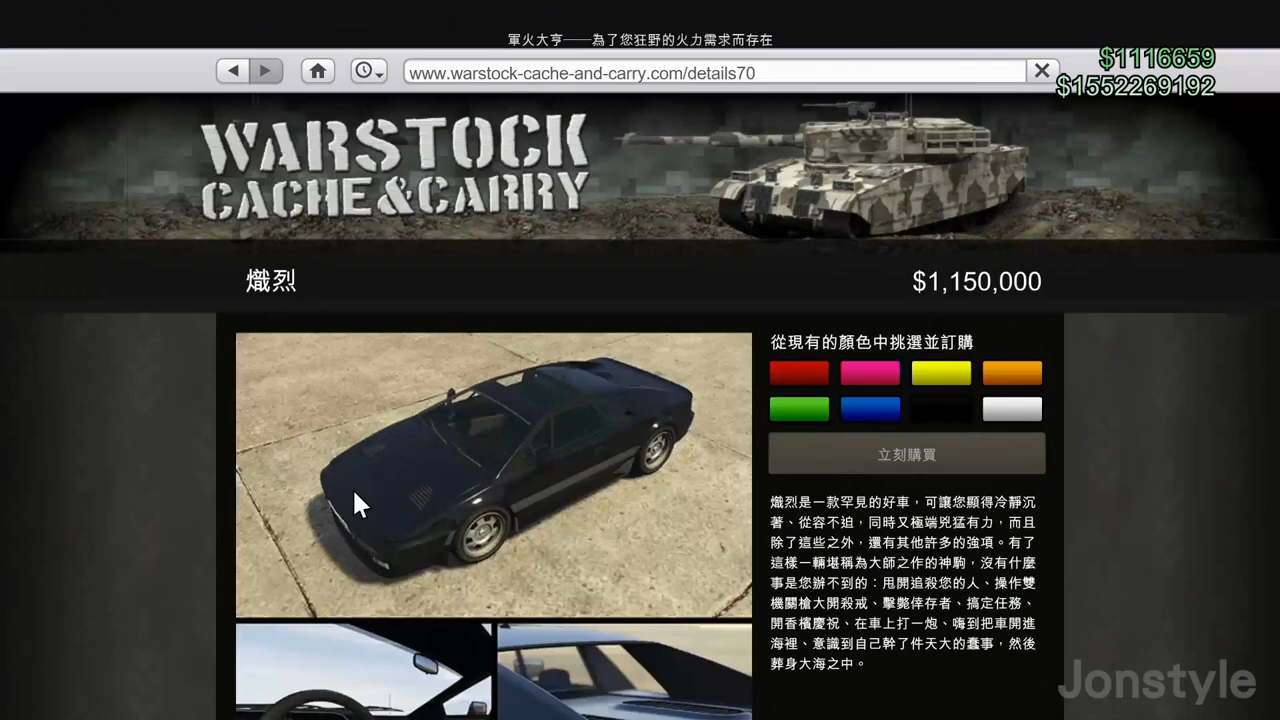 軍火大亨──為了您狂野的火力需求而存在
www.warstock-cache-and-carry.com/details70
$1116659
$1552269192
WARSTOCK
CACHE&CARRY
熾烈
$1,150,000
從現有的顏色中挑選並訂購
立刻購買
熾烈是一款罕見的好車，可讓您顯得冷靜沉
著、從容不迫，同時又極端兇猛有力，而且
除了這些之外，還有其他許多的強項。有了
這樣一輛堪稱為大師之作的神駒，沒有什麼
事是您辦不到的：甩開追殺您的人、操作雙
機關槍大開殺戒、擊斃倖存者、搞定任務、
開香檳慶祝、在車上打一炮、嗨到把車開進
海裡、意識到自己幹了件天大的蠢事，然後
葬身大海之中。
Jonstyle